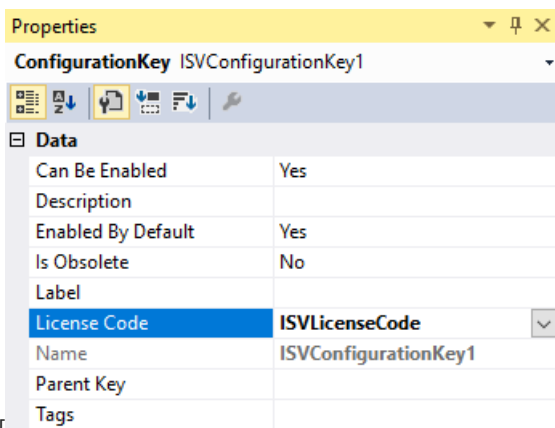 Properties
ConfigurationKey ISVConfigurationKey1
Data
Can Be Enabled Yes
Description
Enabled By Default Yes
Is Obsolete No
Label
License Code ISVLicenseCode
Name ISVConfigurationKey1
Parent Key
Tags